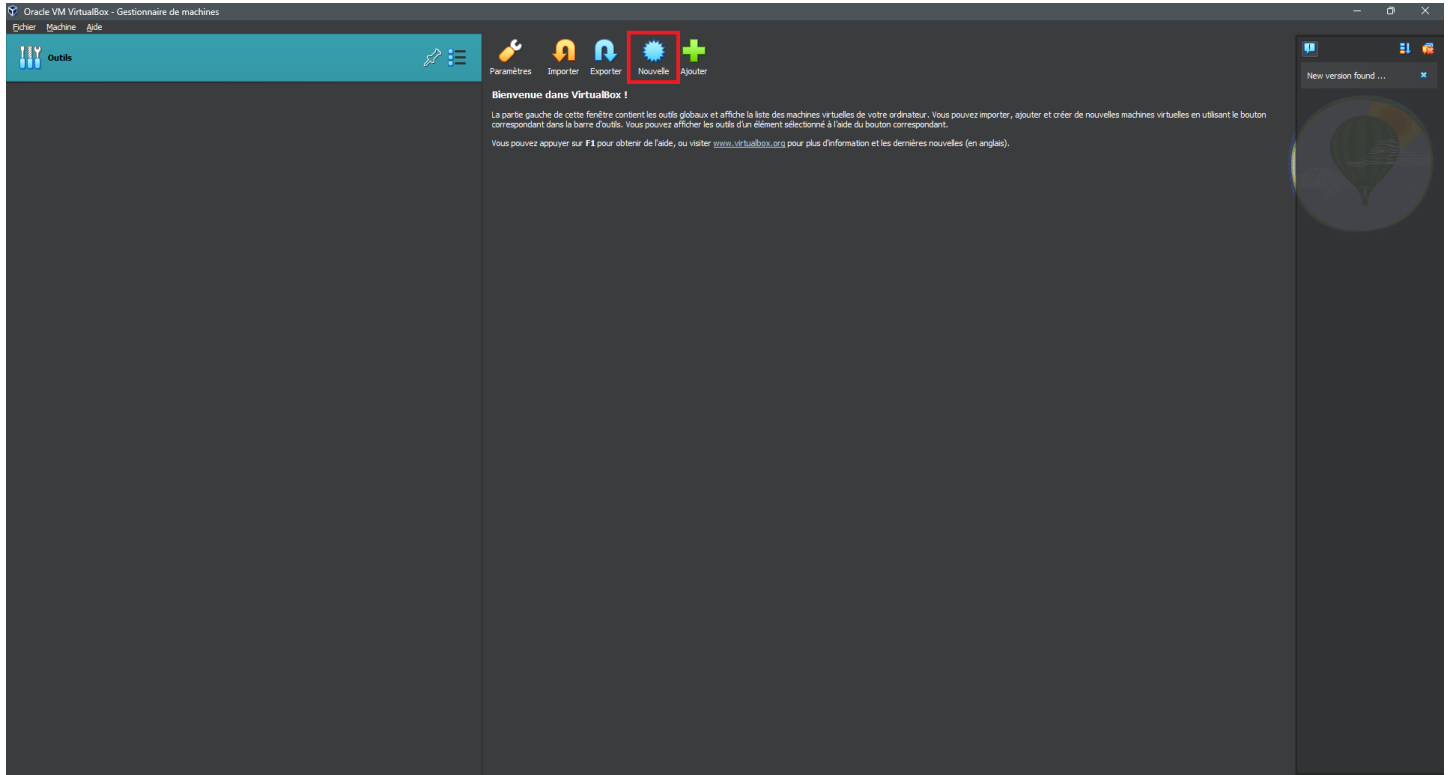 Oracle VM VirtualBox - Gestionnaire de machines
Fichier Machine Aide
Outils
Paramètres Importer Exporter Nouvelle Ajouter
New version found ...
Bienvenue dans VirtualBox !
La partie gauche de cette fenêtre contient les outils globaux et affiche la liste des machines virtuelles de votre ordinateur. Vous pouvez importer, ajouter et créer de nouvelles machines virtuelles en utilisant le bouton
correspondant dans la barre d'outils. Vous pouvez afficher les outils d'un élément sélectionné à l'aide du bouton correspondant.
Vous pouvez appuyer sur F1 pour obtenir de l'aide, ou visiter www.virtualbox.org pour plus d'information et les dernières nouvelles (en anglais).